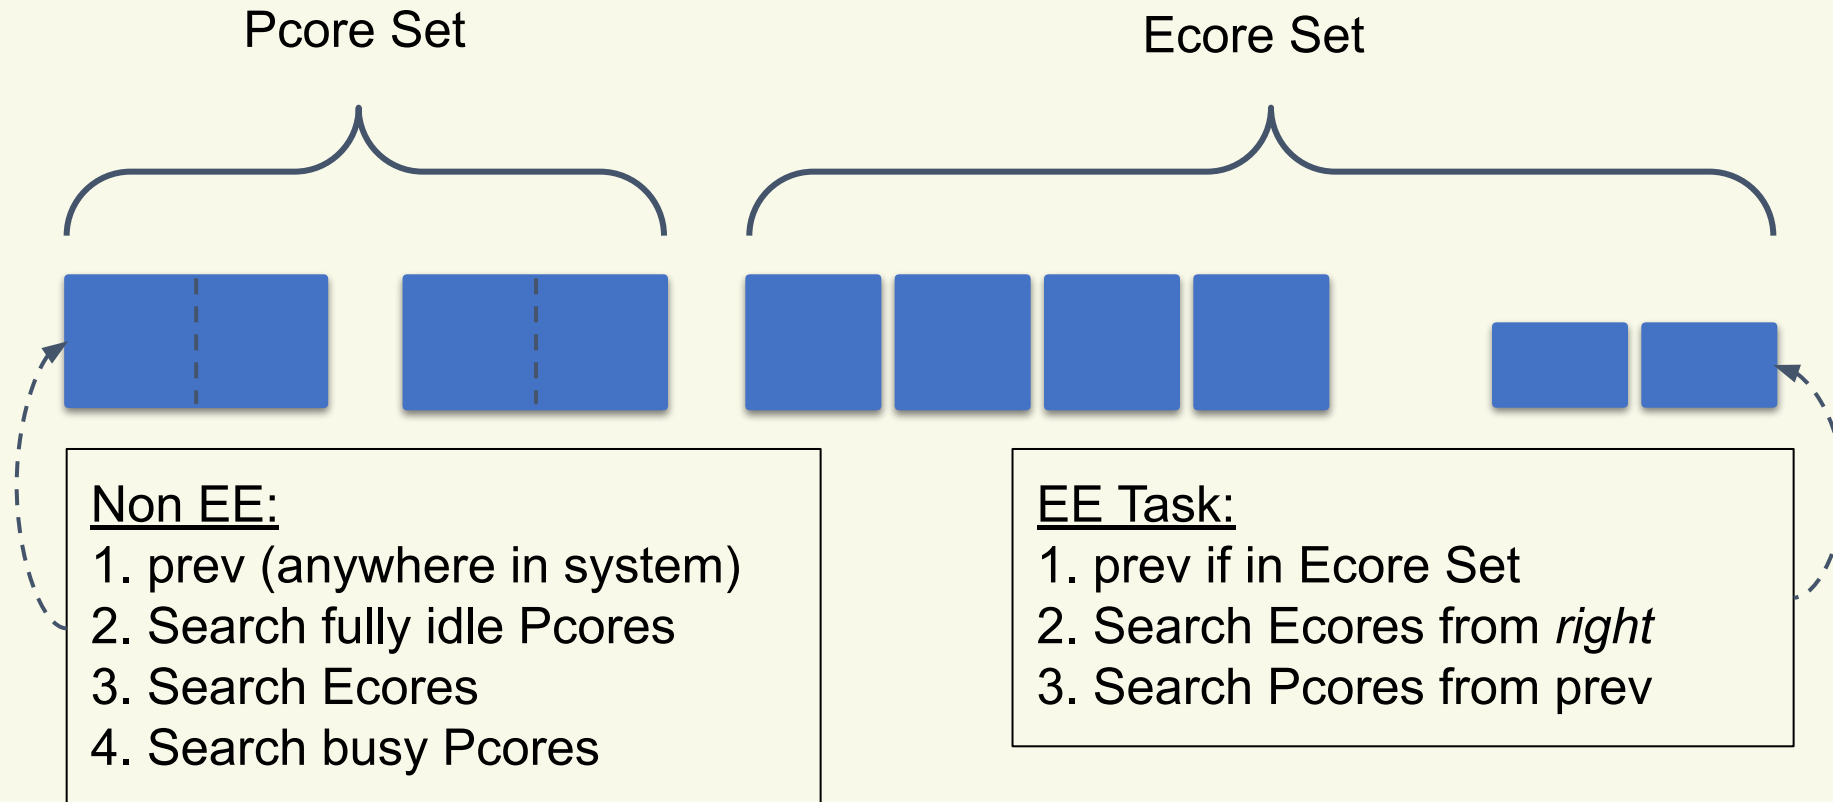 Pcore Set
Ecore Set
Non EE:
1. prev (anywhere in system)
2. Search fully idle Pcores
3. Search Ecores
4. Search busy Pcores
EE Task:
1. prev if in Ecore Set
2. Search Ecores from right
3. Search Pcores from prev